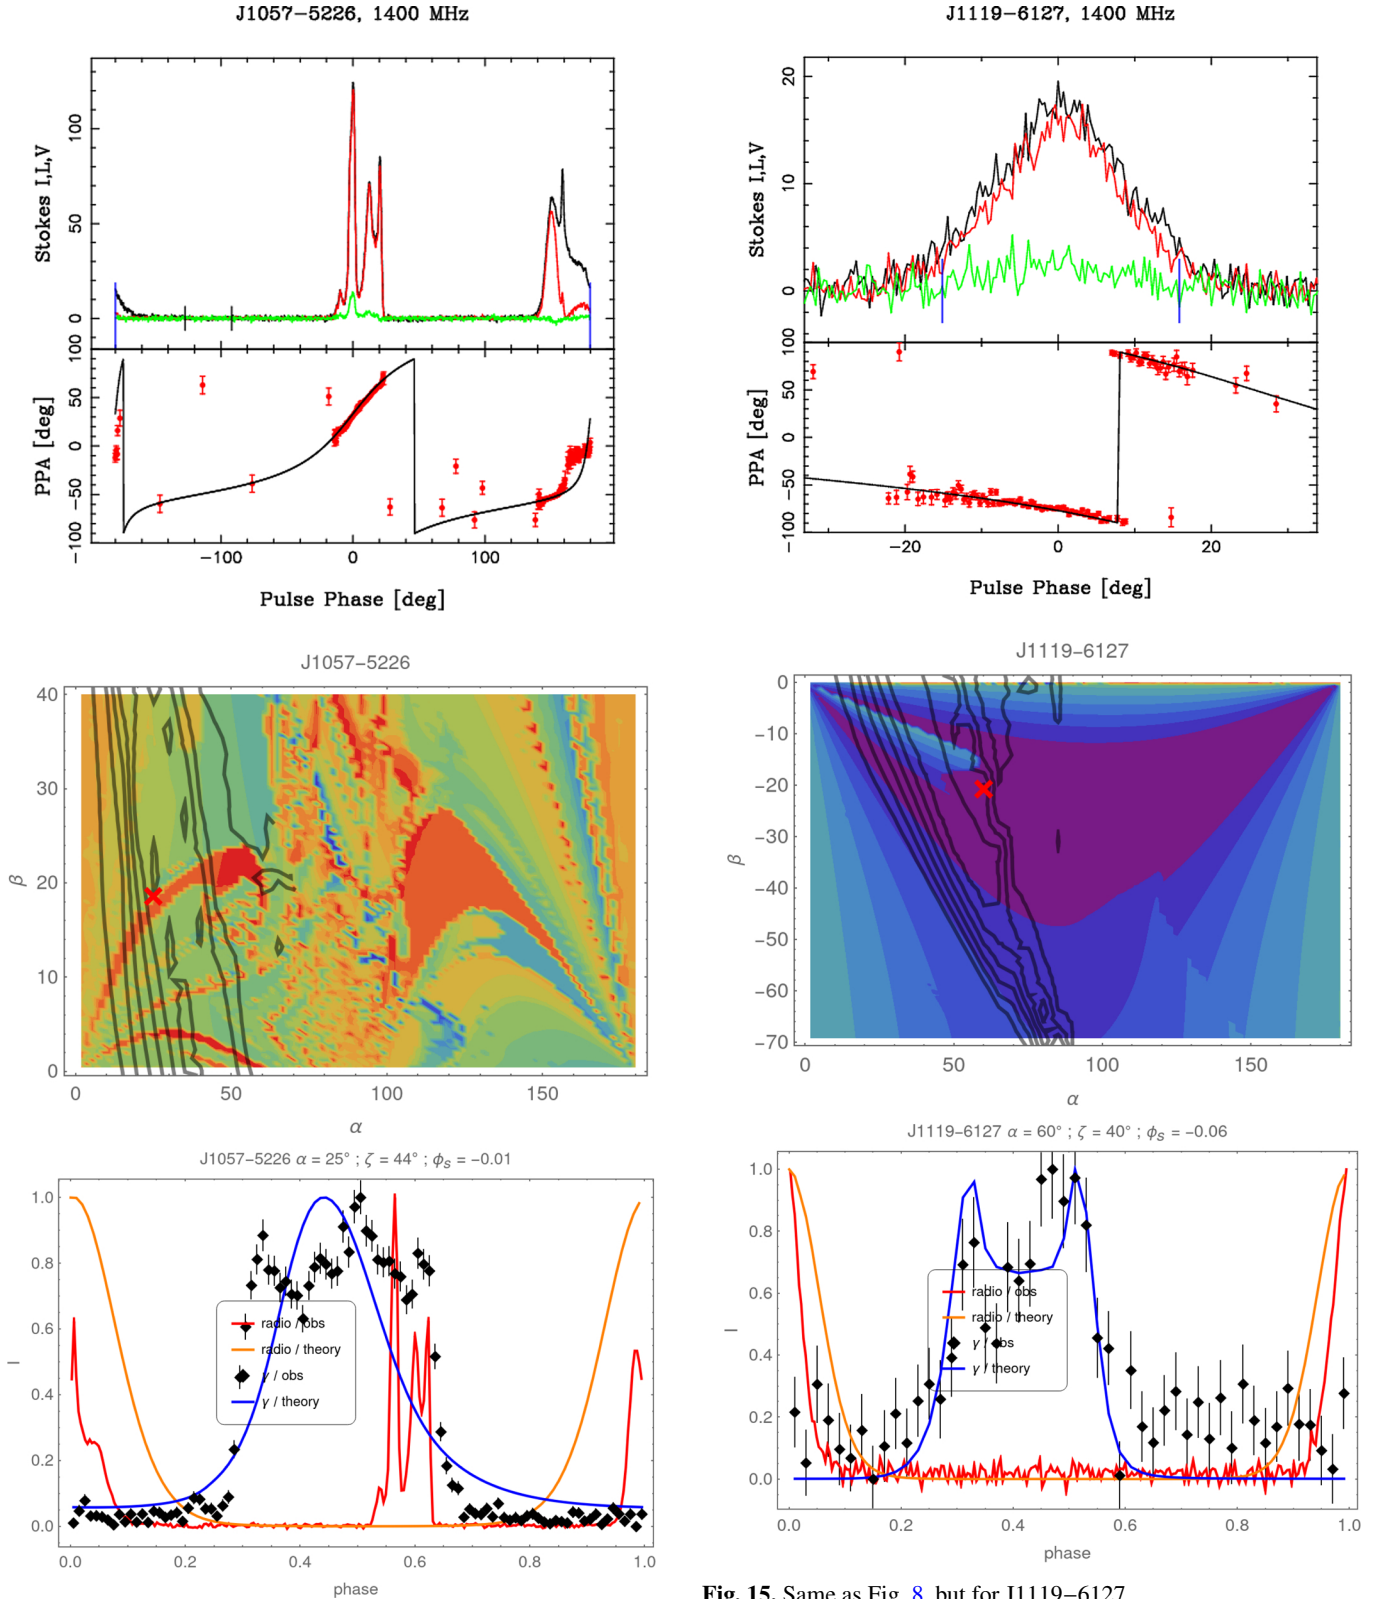 J1057−5226, 1400 MHz
Stokes I,L,V
100
50
0
PPA [deg]
100
50
0
−50
−100
−100
0
100
Pulse Phase [deg]
J1057−5226
β
40
30
20
10
0
0
50
100
150
α
J1057−5226 α = 25° ; ζ = 44° ; ϕs = −0.01
I
1.0
0.8
0.6
0.4
0.2
0.0
radio / obs
radio / theory
γ / obs
γ / theory
0.0
0.2
0.4
0.6
0.8
1.0
phase
J1119−6127, 1400 MHz
Stokes I,L,V
20
10
0
PPA [deg]
100
50
0
−50
−100
−20
0
20
Pulse Phase [deg]
J1119−6127
β
0
−10
−20
−30
−40
−50
−60
−70
0
50
100
150
α
J1119−6127 α = 60° ; ζ = 40° ; ϕs = −0.06
I
1.0
0.8
0.6
0.4
0.2
0.0
radio / obs
radio / theory
γ / obs
γ / theory
0.0
0.2
0.4
0.6
0.8
1.0
phase
Fig. 15. Same as Fig. 8, but for J1119−6127.